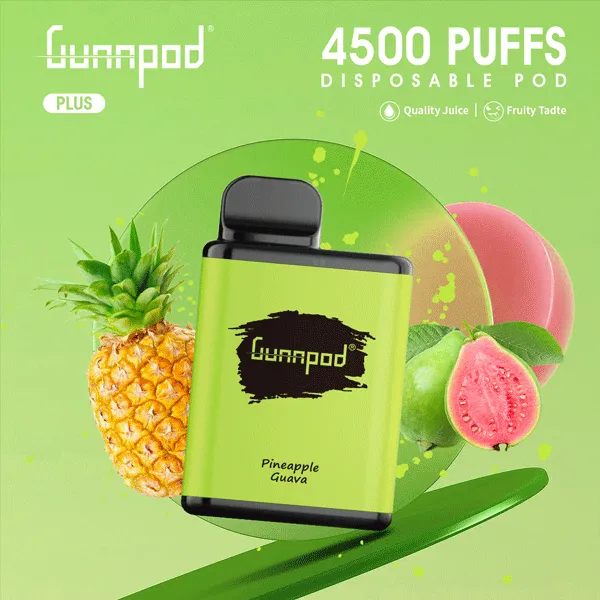 Gunnpod®
PLUS
4500 PUFFS
DISPOSABLE POD
Quality Juice | Fruity Tadte
Gunnpod®
Pineapple
Guava